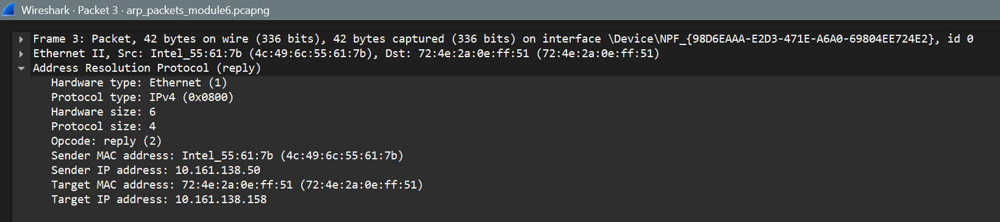 Wireshark · Packet 3 · arp_packets_module6.pcapng
Frame 3: Packet, 42 bytes on wire (336 bits), 42 bytes captured (336 bits) on interface \Device\NPF_{98D6EAAA-E2D3-471E-A6A0-69804EE724E2}, id 0
Ethernet II, Src: Intel_55:61:7b (4c:49:6c:55:61:7b), Dst: 72:4e:2a:0e:ff:51 (72:4e:2a:0e:ff:51)
Address Resolution Protocol (reply)
Hardware type: Ethernet (1)
Protocol type: IPv4 (0x0800)
Hardware size: 6
Protocol size: 4
Opcode: reply (2)
Sender MAC address: Intel_55:61:7b (4c:49:6c:55:61:7b)
Sender IP address: 10.161.138.50
Target MAC address: 72:4e:2a:0e:ff:51 (72:4e:2a:0e:ff:51)
Target IP address: 10.161.138.158